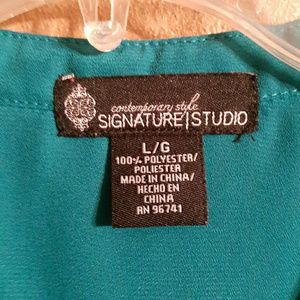 contemporary style
SIGNATURE|STUDIO
L/G
100% POLYESTER/
POLIESTER
MADE IN CHINA/
HECHO EN
CHINA
RN 96741